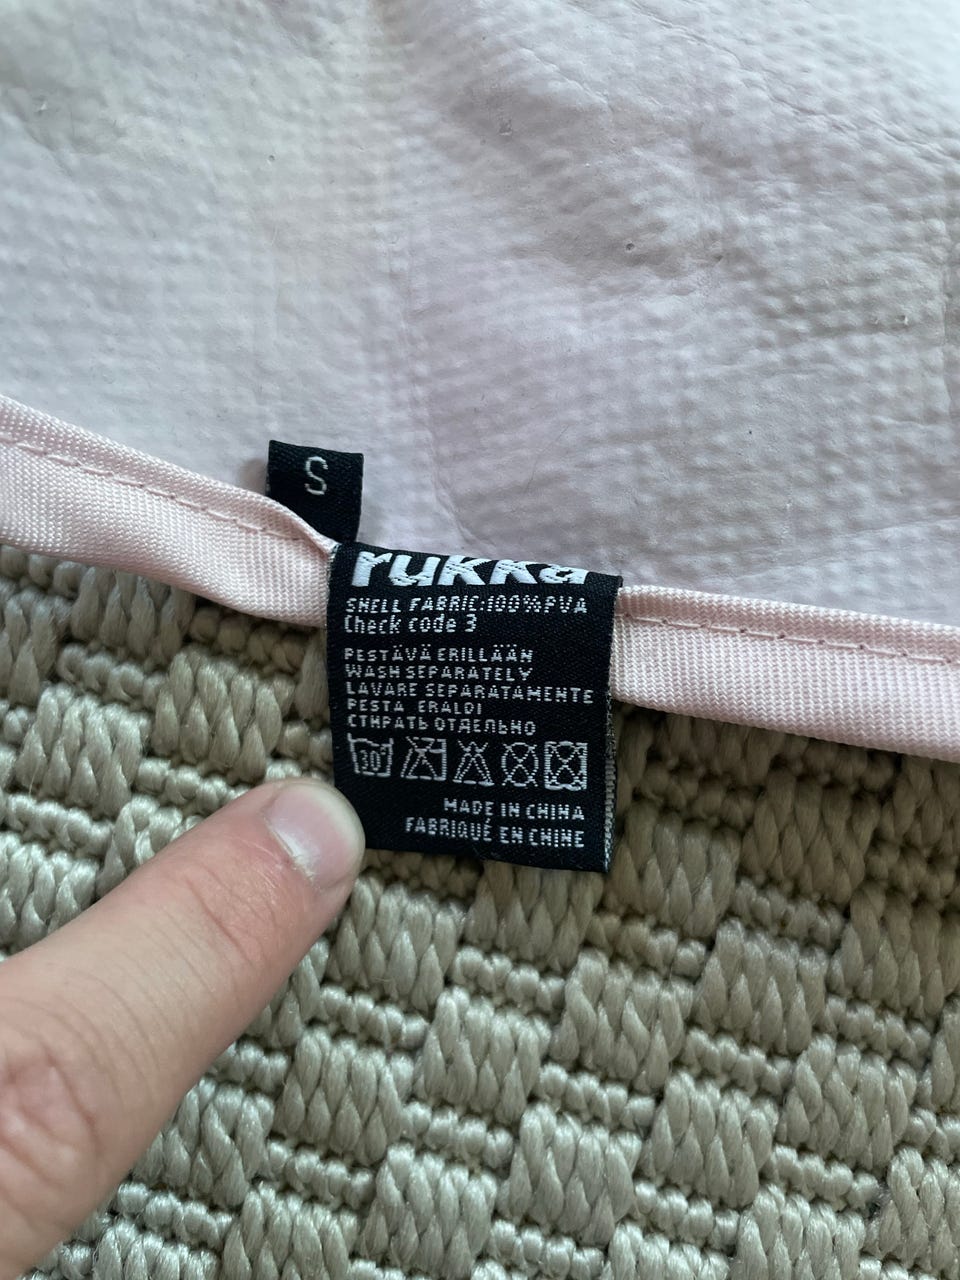 S
rukka
SHELL FABRIC:100%PVA
Check code 3
PESTÄVÄ ERILLÄÄN
WASH SEPARATELY
LAVARE SEPARATAMENTE
PESTA ERALDI
СТИРАТЬ ОТДЕЛЬНО
30°
MADE IN CHINA
FABRIQUÉ EN CHINE